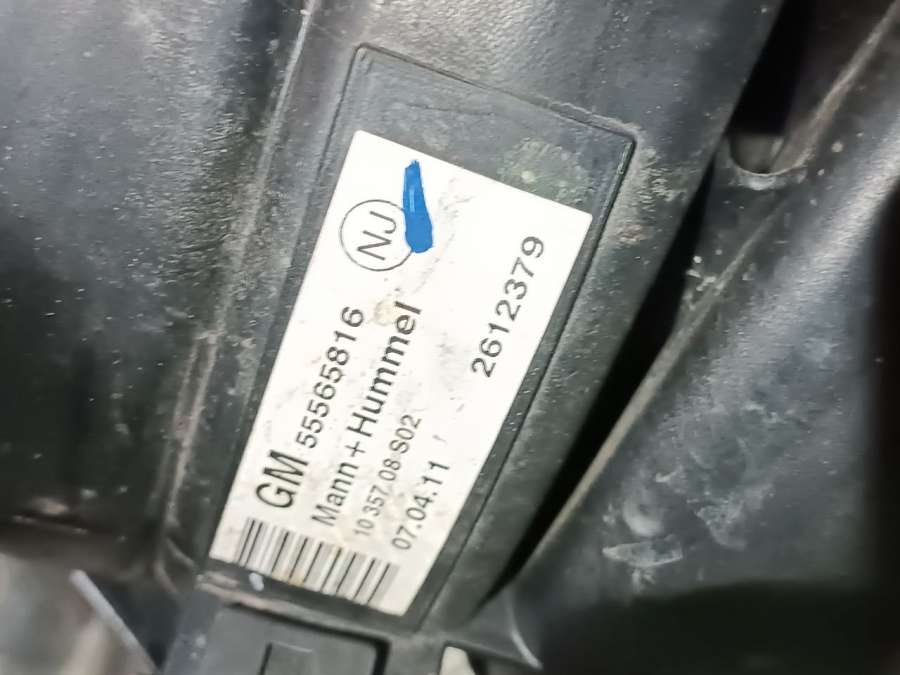 NJ
GM 55565816
Mann+Hummel
10 357 08 S02
07.04.11
2612379